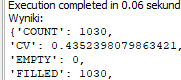 Execution completed in 0.06 sekund
Wyniki:
{'COUNT': 1030,
'CV': 0.4352398079863421,
'EMPTY': 0,
'FILLED': 1030,